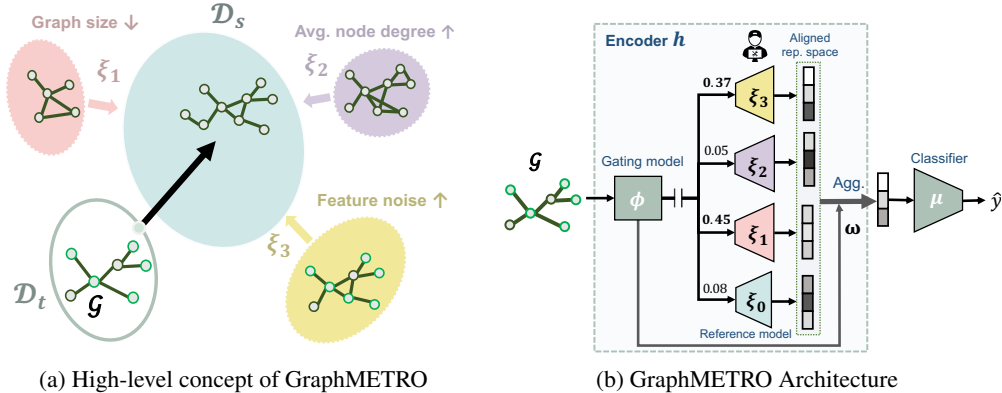 Graph size ↓
𝒟s
Avg. node degree ↑
ξ1
ξ2
Feature noise ↑
ξ3
𝒟t
𝒢
(a) High-level concept of GraphMETRO
Encoder h
Aligned
rep. space
0.37
ξ3
0.05
ξ2
𝒢
Gating model
ϕ
Agg.
Classifier
μ
ŷ
0.45
ξ1
ω
0.08
ξ0
Reference model
(b) GraphMETRO Architecture